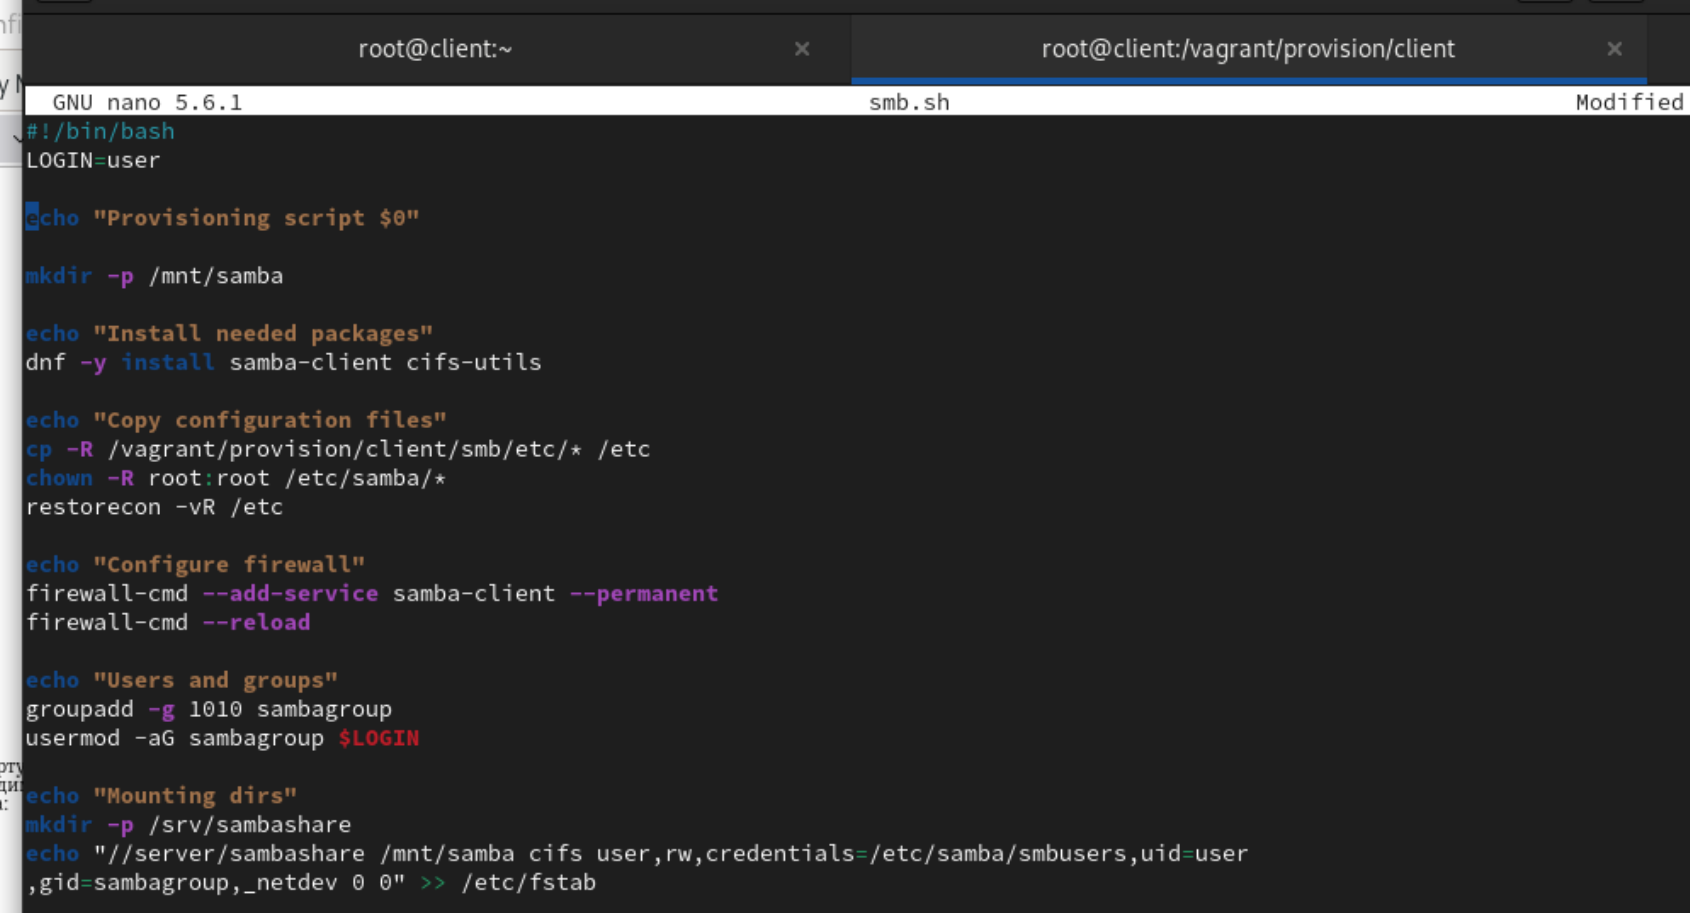 root@client:~ × root@client:/vagrant/provision/client ×
GNU nano 5.6.1 smb.sh Modified
#!/bin/bash
LOGIN=user
echo "Provisioning script $0"
mkdir -p /mnt/samba
echo "Install needed packages"
dnf -y install samba-client cifs-utils
echo "Copy configuration files"
cp -R /vagrant/provision/client/smb/etc/* /etc
chown -R root:root /etc/samba/*
restorecon -vR /etc
echo "Configure firewall"
firewall-cmd --add-service samba-client --permanent
firewall-cmd --reload
echo "Users and groups"
groupadd -g 1010 sambagroup
usermod -aG sambagroup $LOGIN
echo "Mounting dirs"
mkdir -p /srv/sambashare
echo "//server/sambashare /mnt/samba cifs user,rw,credentials=/etc/samba/smbusers,uid=user
,gid=sambagroup,_netdev 0 0" >> /etc/fstab